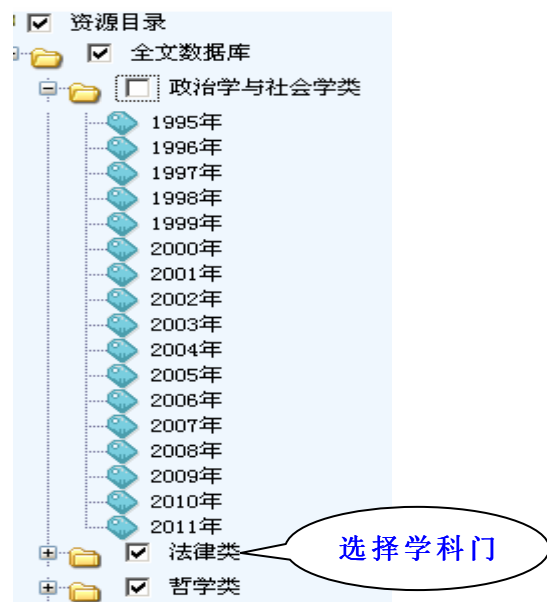 资源目录
全文数据库
政治学与社会学类
1995年
1996年
1997年
1998年
1999年
2000年
2001年
2002年
2003年
2004年
2005年
2006年
2007年
2008年
2009年
2010年
2011年
法律类
选择学科门
哲学类